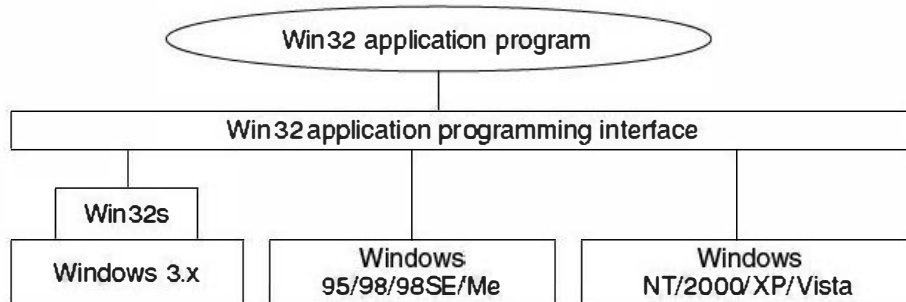 Win32 application program
Win32 application programming interface
Win32s
Windows 3.x
Windows
95/98/98SE/Me
Windows
NT/2000/XP/Vista